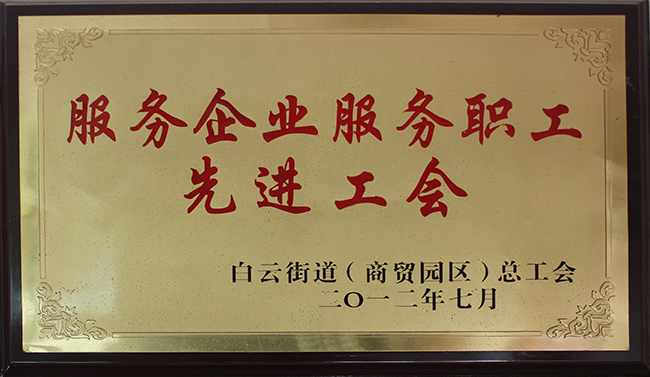 服务企业服务职工
先进工会
白云街道（商贸园区）总工会
二〇一二年七月